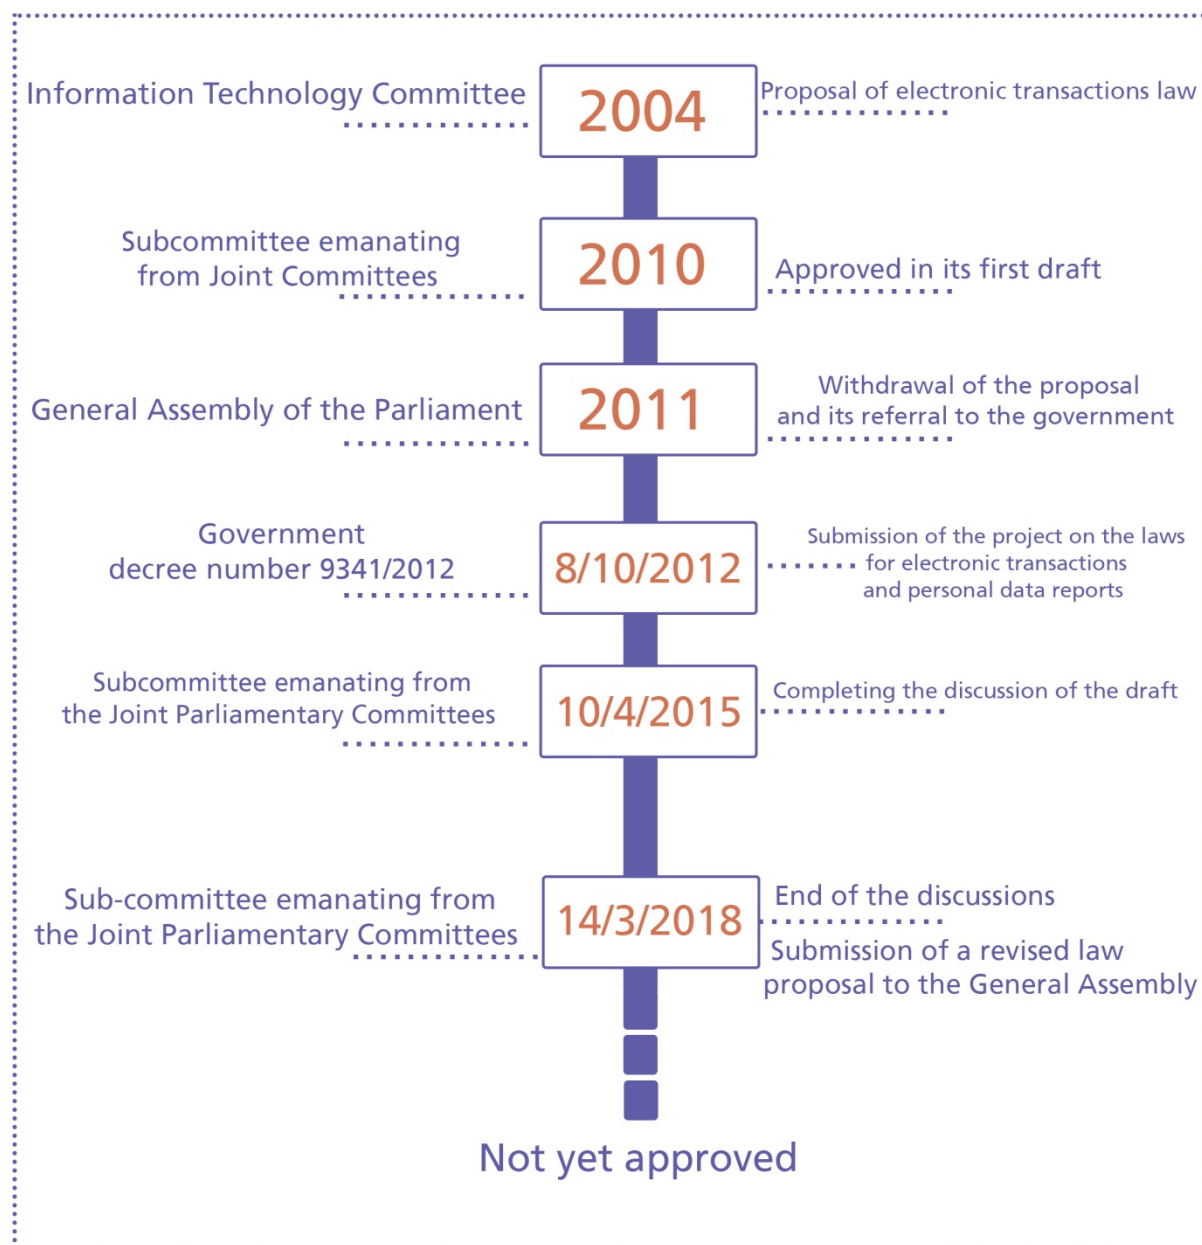 Information Technology Committee
2004
Proposal of electronic transactions law
Subcommittee emanating
from Joint Committees
2010
Approved in its first draft
General Assembly of the Parliament
2011
Withdrawal of the proposal
and its referral to the government
Government
decree number 9341/2012
8/10/2012
Submission of the project on the laws
for electronic transactions
and personal data reports
Subcommittee emanating from
the Joint Parliamentary Committees
10/4/2015
Completing the discussion of the draft
Sub-committee emanating from
the Joint Parliamentary Committees
14/3/2018
End of the discussions
Submission of a revised law
proposal to the General Assembly
Not yet approved